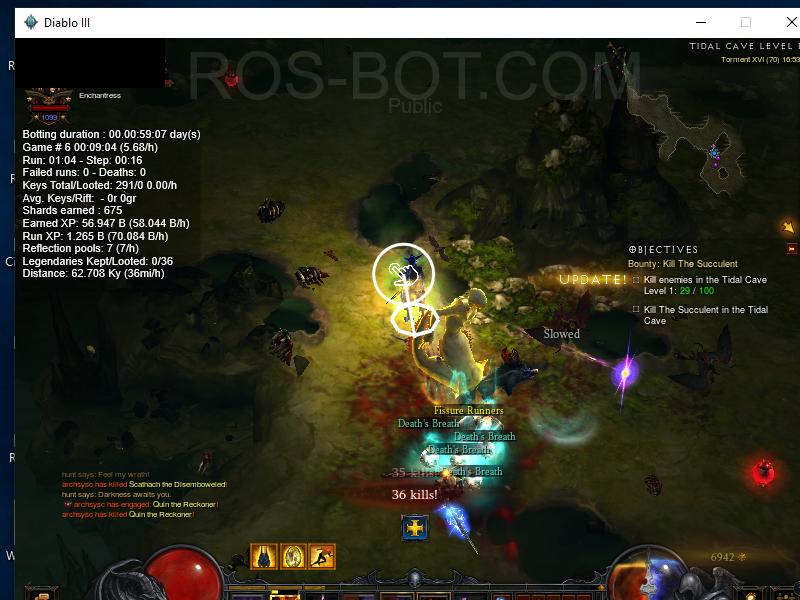 Diablo III
ROS-BOT.COM
Public
TIDAL CAVE LEVEL 1
Torment XVI (70) 16:53
Enchantress
1099
Botting duration : 00.00:59:07 day(s)
Game # 6 00:09:04 (5.68/h)
Run: 01:04 - Step: 00:16
Failed runs: 0 - Deaths: 0
Keys Total/Looted: 291/0 0.00/h
Avg. Keys/Rift: - 0r 0gr
Shards earned : 675
Earned XP: 56.947 B (58.044 B/h)
Run XP: 1.265 B (70.084 B/h)
Reflection pools: 7 (7/h)
Legendaries Kept/Looted: 0/36
Distance: 62.708 Ky (36mi/h)
OBJECTIVES
Bounty: Kill The Succulent
UPDATE!
Kill enemies in the Tidal Cave
Level 1: 29 / 100
Kill The Succulent in the Tidal
Cave
Slowed
Fissure Runners
Death's Breath
Death's Breath
Death's Breath
Death's Breath
35 kills!
36 kills!
hunt says: Feel my wrath!
archsysc has killed Scathach the Disemboweled!
hunt says: Darkness awaits you.
archsysc has engaged Quin the Reckoner!
archsysc has killed Quin the Reckoner!
6942